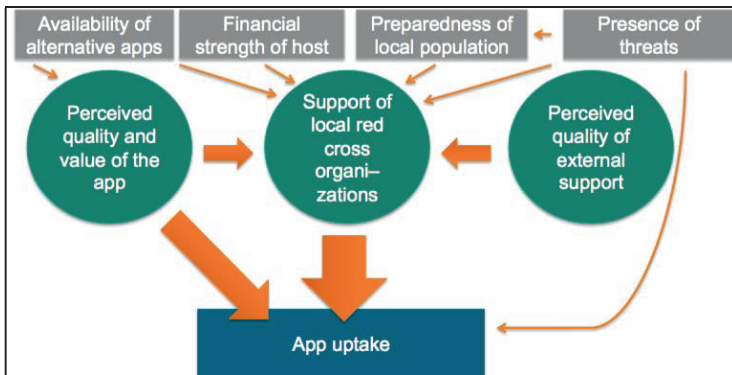 Availability of
alternative apps
Financial
strength of host
Preparedness of
local population
Presence of
threats
Perceived
quality and
value of the
app
Support of
local red
cross
organi–
zations
Perceived
quality of
external
support
App uptake